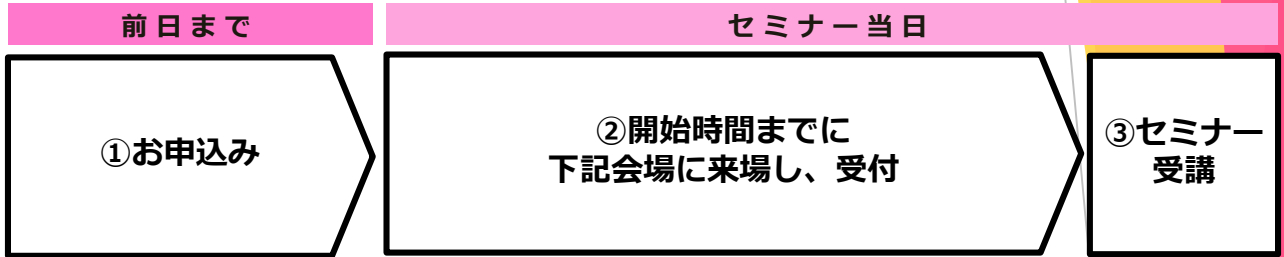 前日まで
セミナー当日
①お申込み
②開始時間までに
下記会場に来場し、受付
③セミナー
受講